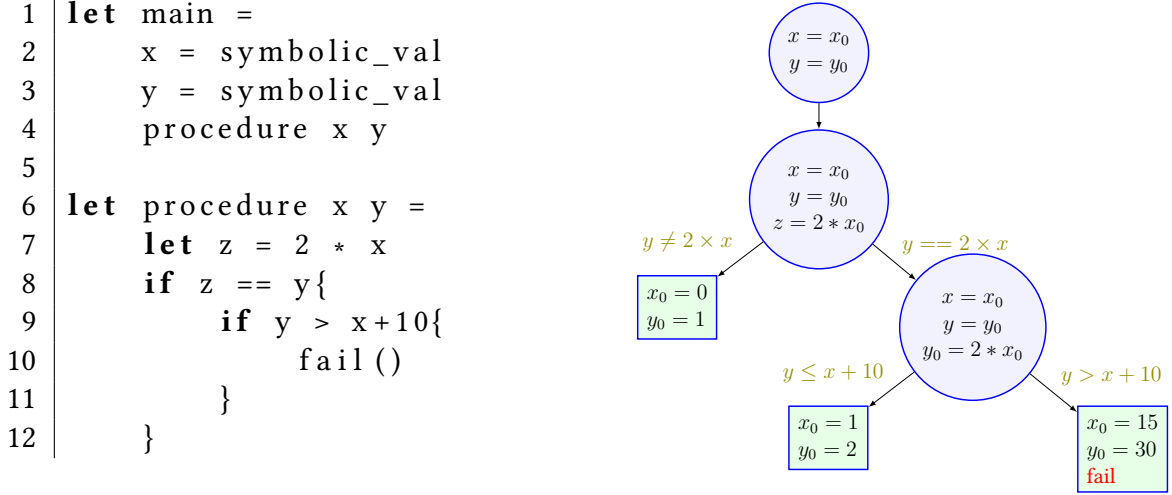 1 let main =
2 x = symbolic_val
3 y = symbolic_val
4 procedure x y
5
6 let procedure x y =
7 let z = 2 * x
8 if z == y{
9 if y > x+10{
10 fail()
11 }
12 }
x = x₀
y = y₀
x = x₀
y = y₀
z = 2 * x₀
y ≠ 2 × x
y == 2 × x
x₀ = 0
y₀ = 1
x = x₀
y = y₀
y₀ = 2 * x₀
y ≤ x + 10
y > x + 10
x₀ = 1
y₀ = 2
x₀ = 15
y₀ = 30
fail